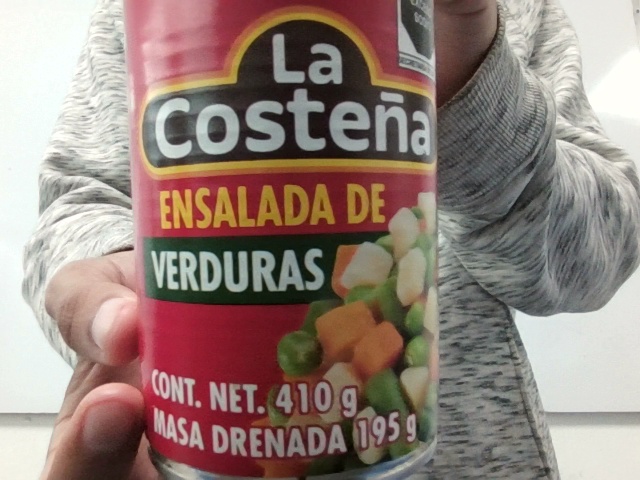 La
Costeña
ENSALADA DE
VERDURAS
CONT. NET. 410 g
MASA DRENADA 195 g